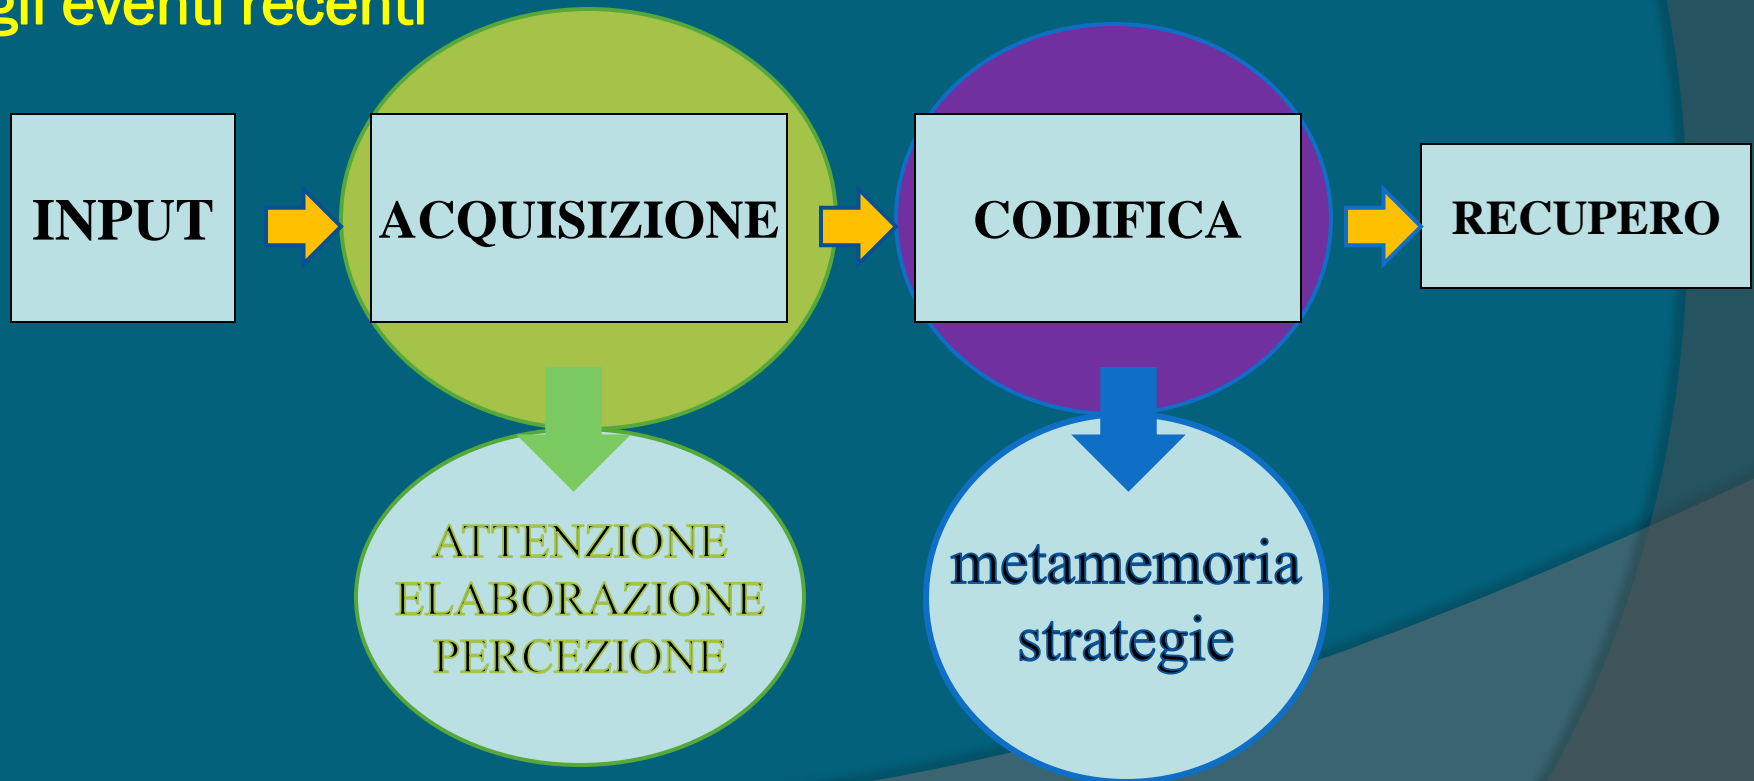 gli eventi recenti
INPUT
ACQUISIZIONE
CODIFICA
RECUPERO
ATTENZIONE
ELABORAZIONE
PERCEZIONE
metamemoria
strategie